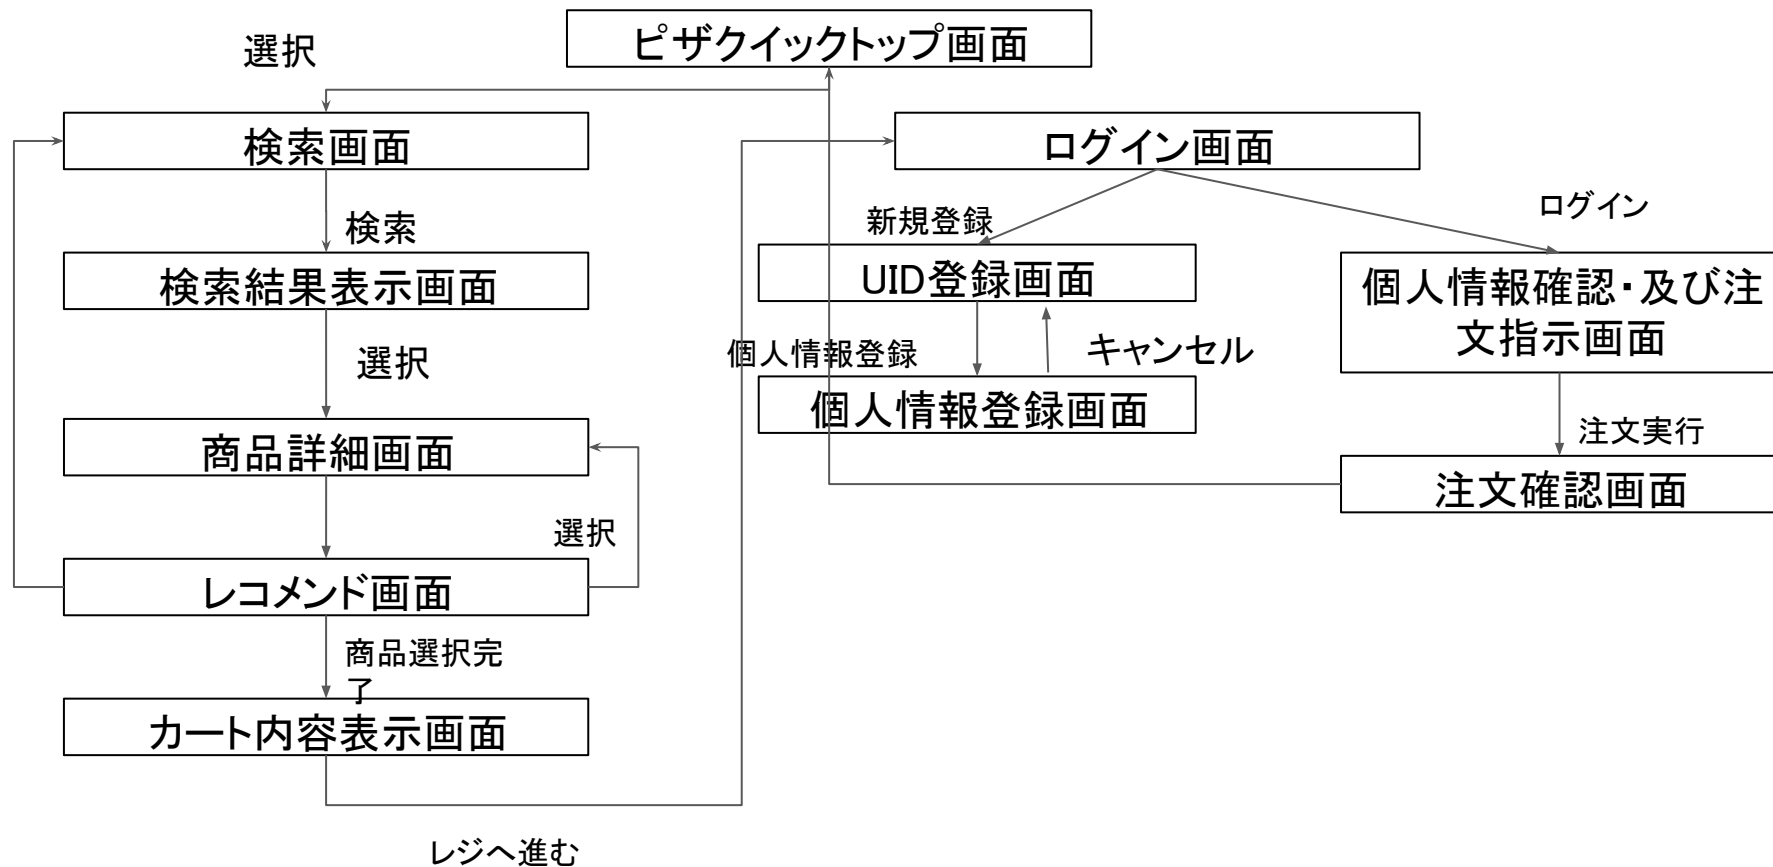 ピザクイックトップ画面
選択
検索画面
検索
検索結果表示画面
選択
商品詳細画面
選択
レコメンド画面
商品選択完
了
カート内容表示画面
レジへ進む
ログイン画面
新規登録
ログイン
UID登録画面
個人情報登録
キャンセル
個人情報登録画面
個人情報確認・及び注
文指示画面
注文実行
注文確認画面